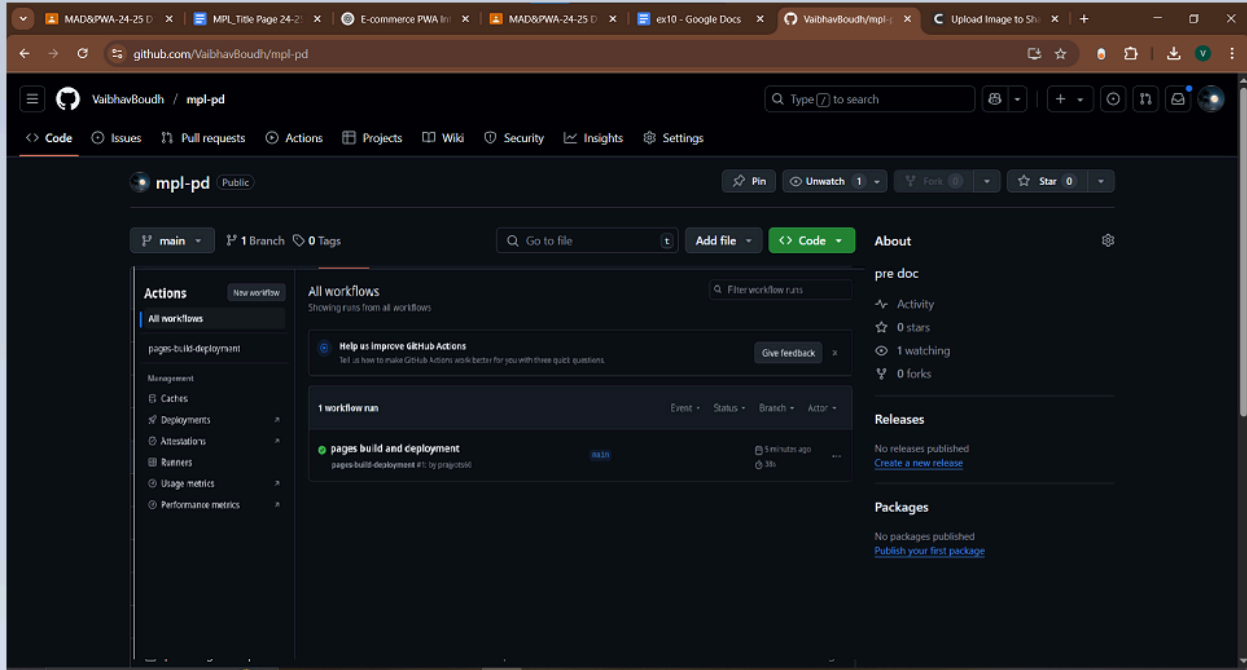 MAD&PWA-24-25 D
MPL_Title Page 24-25
E-commerce PWA Int
MAD&PWA-24-25 D
ex10 - Google Docs
VaibhavBoudh/mpl-p
Upload Image to Sha
github.com/VaibhavBoudh/mpl-pd
V
VaibhavBoudh / mpl-pd
Type / to search
Code Issues Pull requests Actions Projects Wiki Security Insights Settings
mpl-pd Public
Pin Unwatch 1 Fork 0 Star 0
main 1 Branch 0 Tags Go to file t Add file Code
About
pre doc
Activity
0 stars
1 watching
0 forks
Releases
No releases published
Create a new release
Packages
No packages published
Publish your first package
Actions New workflow
All workflows
pages-build-deployment
Management
Caches
Deployments
Attestations
Runners
Usage metrics
Performance metrics
All workflows
Showing runs from all workflows
Filter workflow runs
Help us improve GitHub Actions
Tell us how to make GitHub Actions work better for you with three quick questions.
Give feedback
1 workflow run Event Status Branch Actor
pages build and deployment
pages-build-deployment #1: by prajyots60
main
5 minutes ago
38s